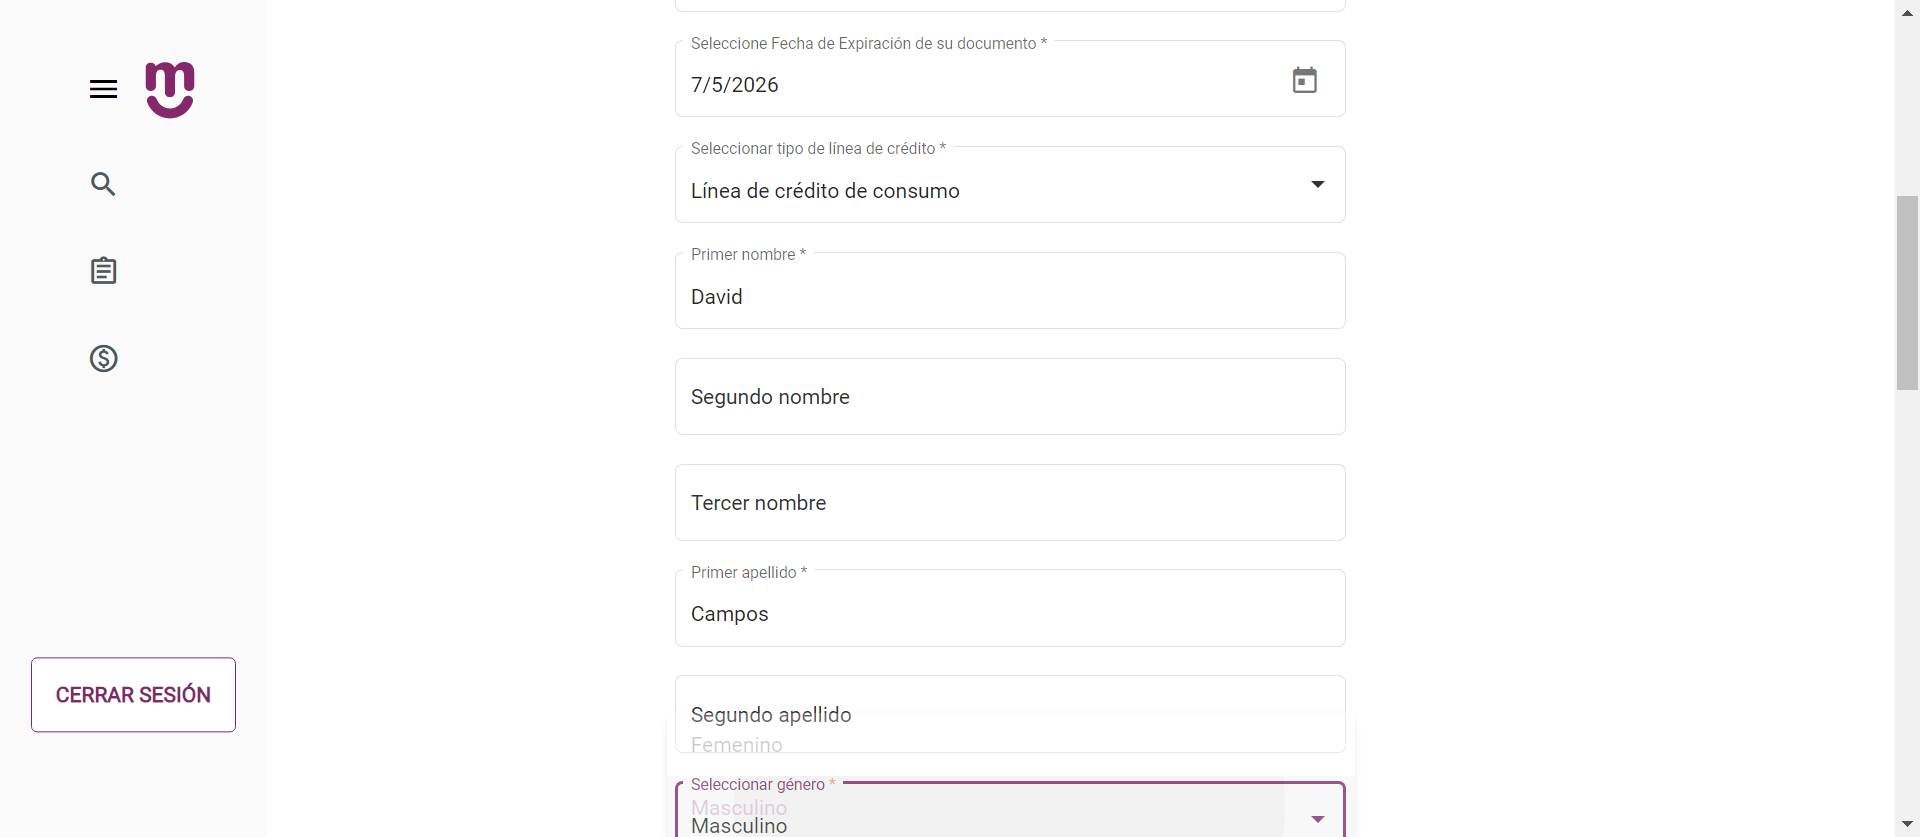 Seleccione Fecha de Expiración de su documento *
7/5/2026
Seleccionar tipo de línea de crédito *
Línea de crédito de consumo
Primer nombre *
David
Segundo nombre
Tercer nombre
Primer apellido *
Campos
Segundo apellido
Femenino
Seleccionar género *
Masculino
Masculino
CERRAR SESIÓN